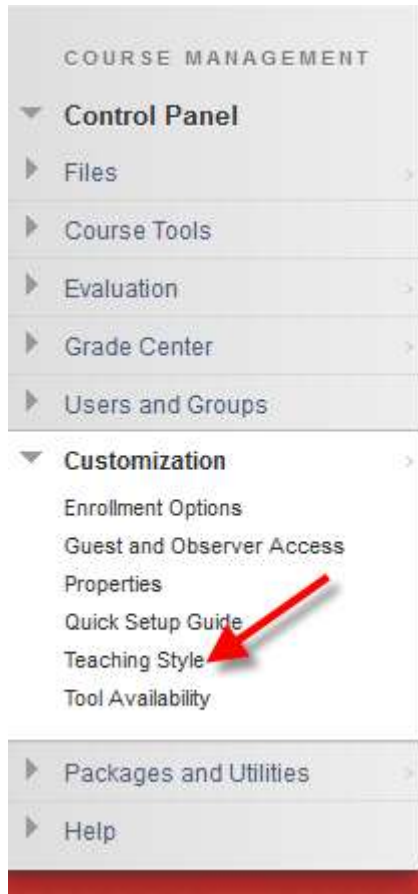 COURSE MANAGEMENT
Control Panel
Files
Course Tools
Evaluation
Grade Center
Users and Groups
Customization
Enrollment Options
Guest and Observer Access
Properties
Quick Setup Guide
Teaching Style
Tool Availability
Packages and Utilities
Help